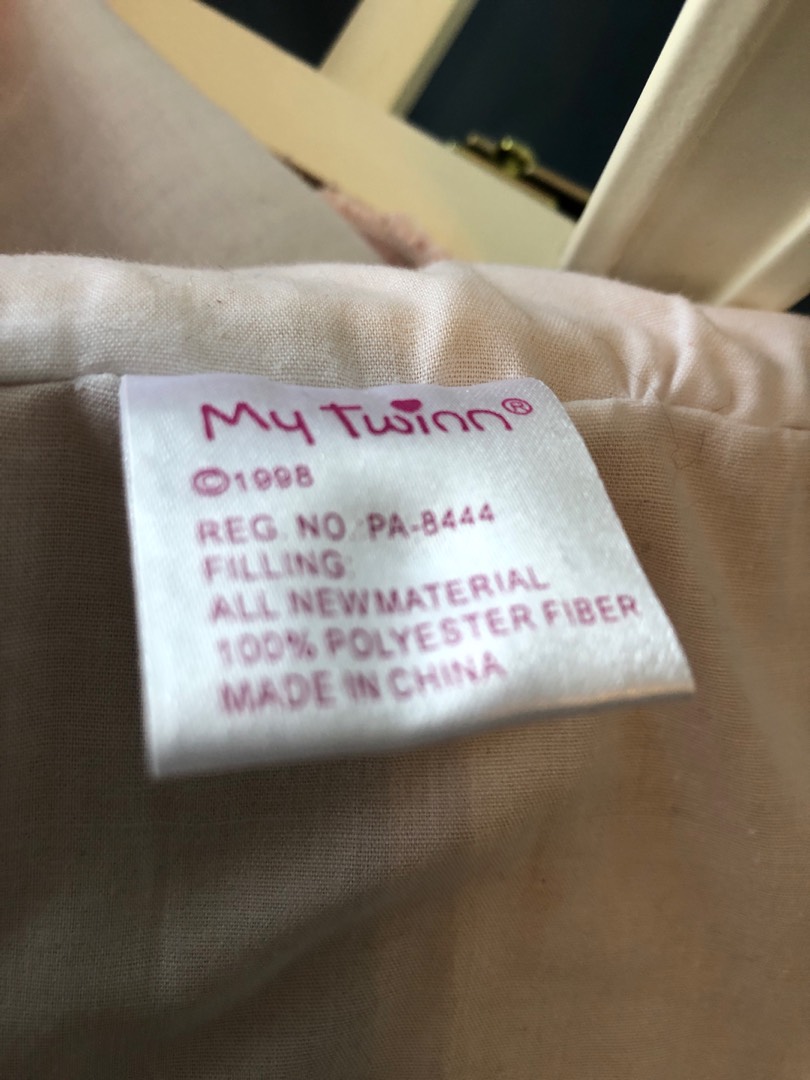 My Twinn®
©1998
REG. NO. PA-8444
FILLING:
ALL NEW MATERIAL
100% POLYESTER FIBER
MADE IN CHINA